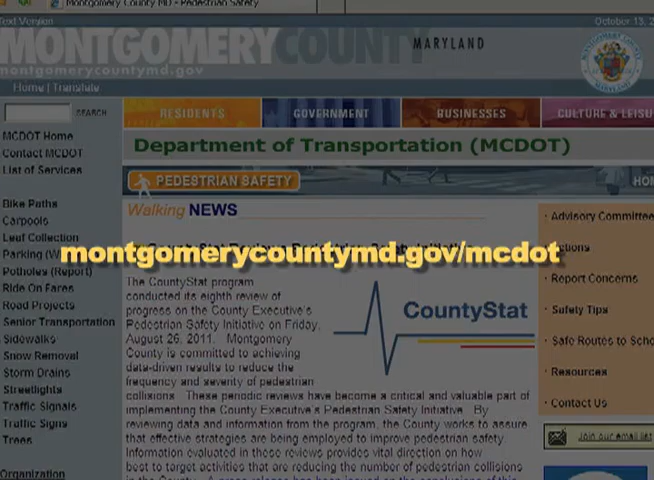 Montgomery County MD - Pedestrian Safety
Text Version
October 13, 2
MONTGOMERYCOUNTY MARYLAND
montgomerycountymd.gov
Home | Translate
SEARCH
RESIDENTS
GOVERNMENT
BUSINESSES
CULTURE & LEISU
MCDOT Home
Contact MCDOT
List of Services
Department of Transportation (MCDOT)
PEDESTRIAN SAFETY
HOM
Walking NEWS
Bike Paths
Carpools
Leaf Collection
Parking
Potholes (Report)
Ride On Fares
Road Projects
Senior Transportation
Sidewalks
Snow Removal
Storm Drains
Streetlights
Traffic Signals
Traffic Signs
Trees
Organization
montgomerycountymd.gov/mcdot
The CountyStat program
conducted its eighth review of
progress on the County Executive's
Pedestrian Safety Initiative on Friday,
August 26, 2011. Montgomery
County is committed to achieving
data-driven results to reduce the
frequency and severity of pedestrian
collisions. These periodic reviews have become a critical and valuable part of
implementing the County Executive's Pedestrian Safety Initiative. By
reviewing data and information from the program, the County works to assure
that effective strategies are being employed to improve pedestrian safety.
Information evaluated in these reviews provides vital direction on how
best to target activities that are reducing the number of pedestrian collisions
in the County.
CountyStat
· Advisory Committee
· Report Concerns
· Safety Tips
· Safe Routes to Scho
· Resources
· Contact Us
Join our email list